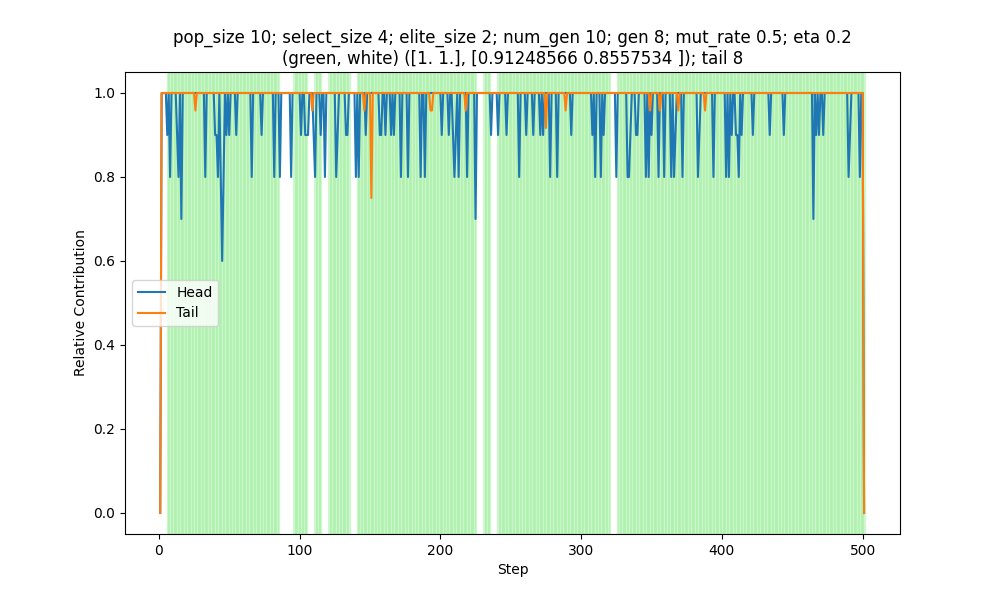 pop_size 10; select_size 4; elite_size 2; num_gen 10; gen 8; mut_rate 0.5; eta 0.2
(green, white) ([1. 1.], [0.91248566 0.8557534 ]); tail 8
1.0
0.8
0.6
0.4
0.2
0.0
Relative Contribution
Head
Tail
0
100
200
300
400
500
Step